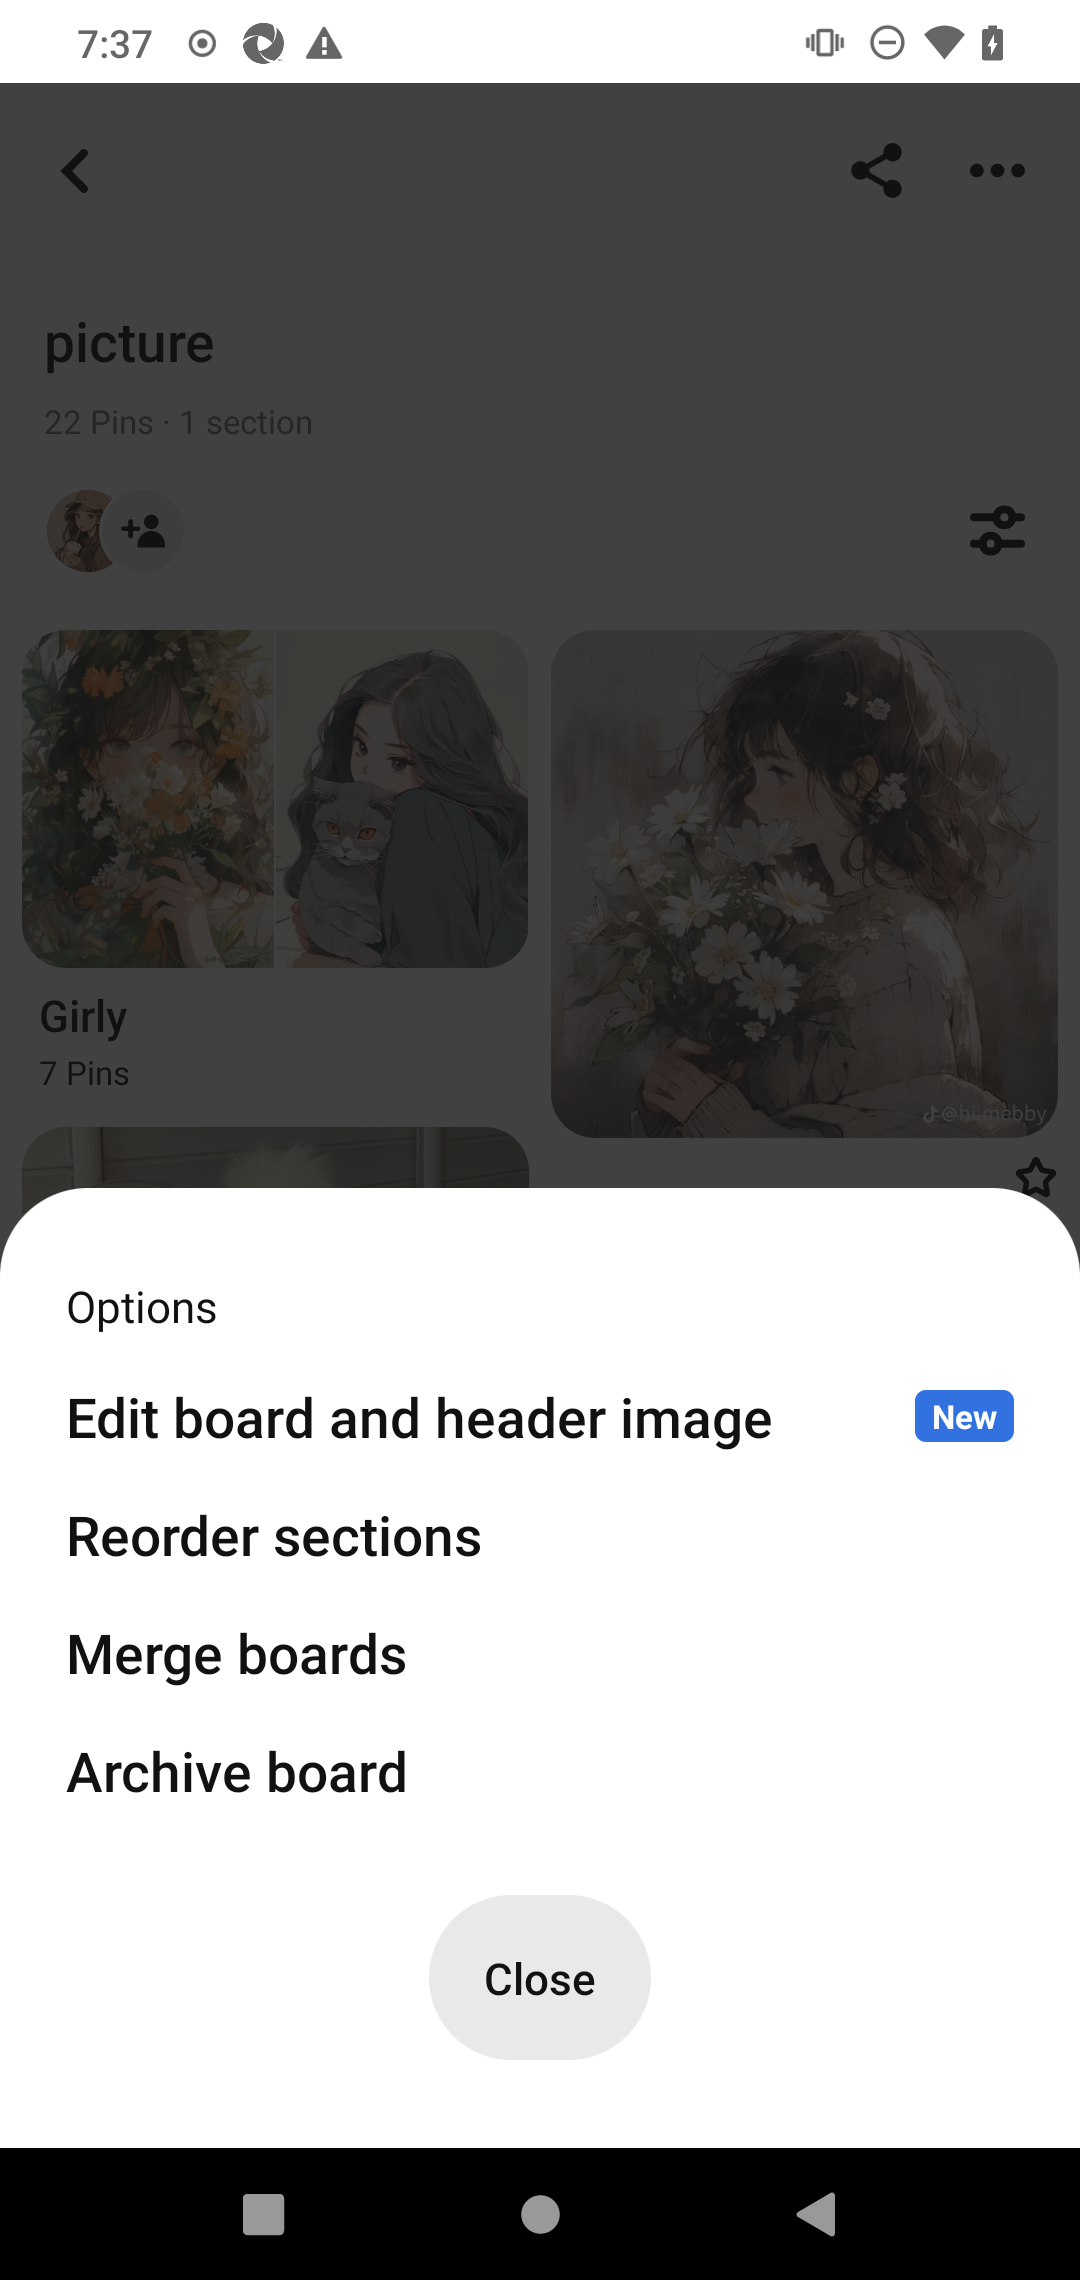 7:37
picture
22 Pins · 1 section
Girly
7 Pins
@hi.mebby
Options
Edit board and header image
New
Reorder sections
Merge boards
Archive board
Close